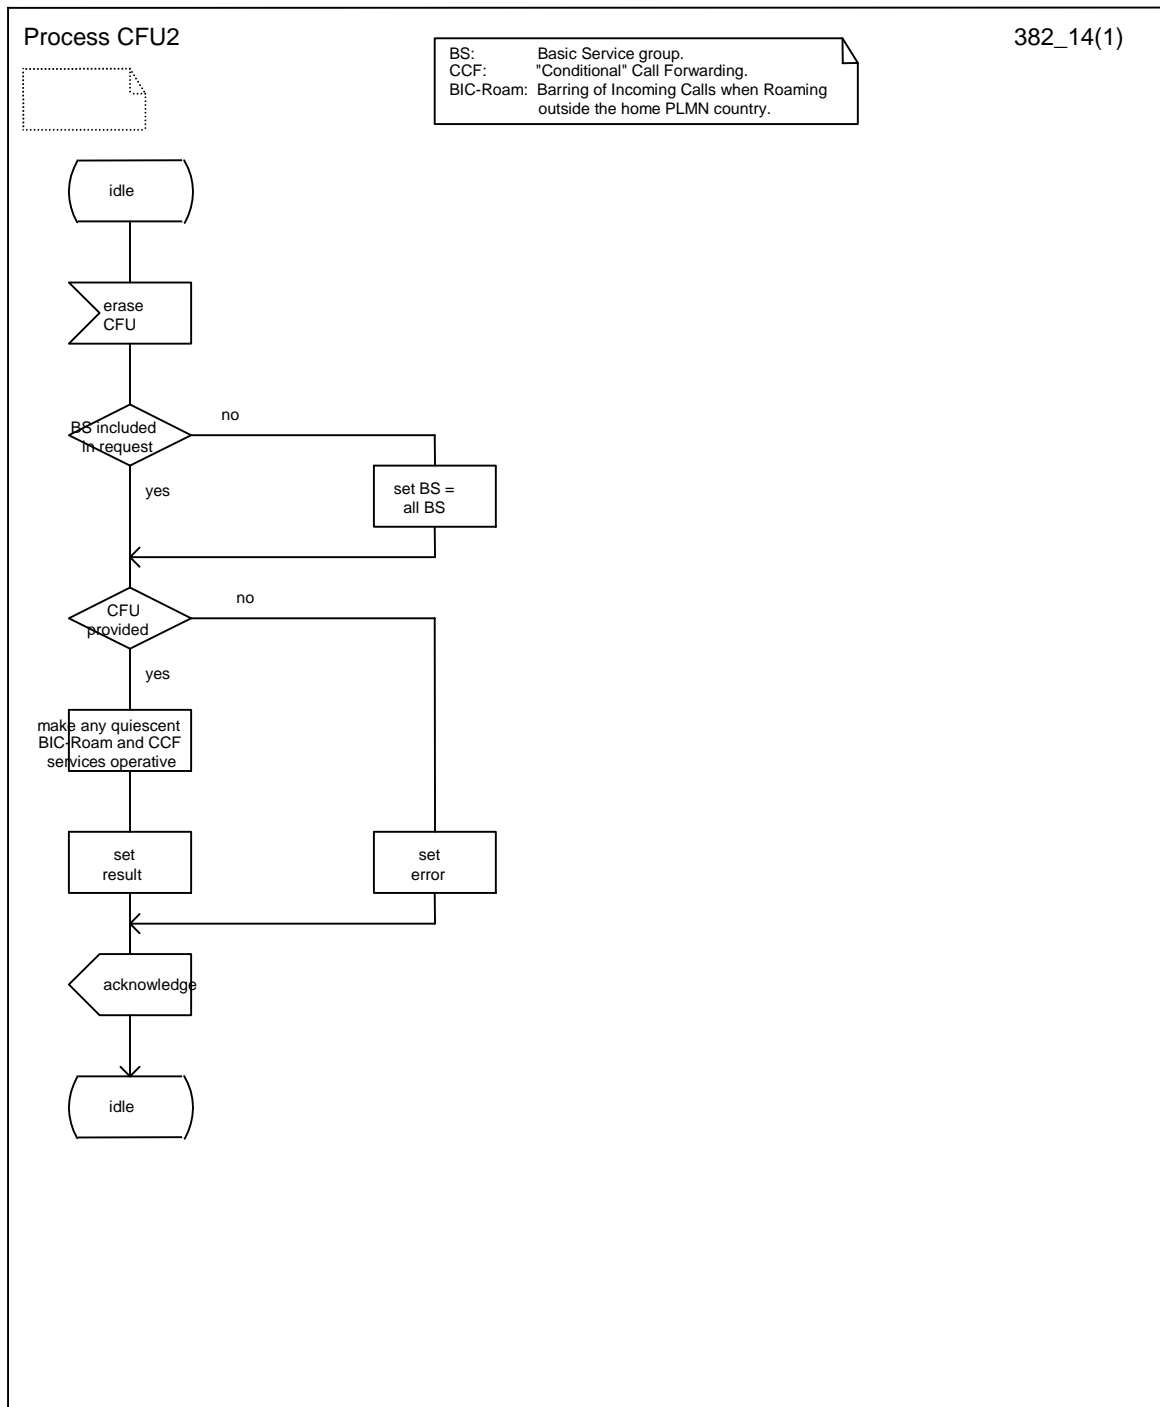 Process CFU2
382_14(1)
BS: Basic Service group.
CCF: "Conditional" Call Forwarding.
BIC-Roam: Barring of Incoming Calls when Roaming
outside the home PLMN country.
idle
erase
CFU
BS included
in request
no
yes
set BS =
all BS
CFU
provided
no
yes
make any quiescent
BIC-Roam and CCF
services operative
set
result
set
error
acknowledge
idle